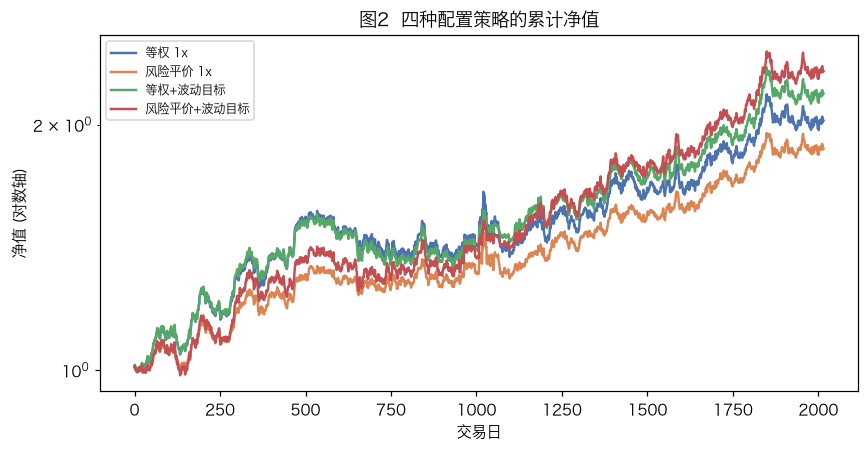 图2 四种配置策略的累计净值
等权 1x
风险平价 1x
等权+波动目标
风险平价+波动目标
净值 (对数轴)
2 × 10⁰
10⁰
0 250 500 750 1000 1250 1500 1750 2000
交易日